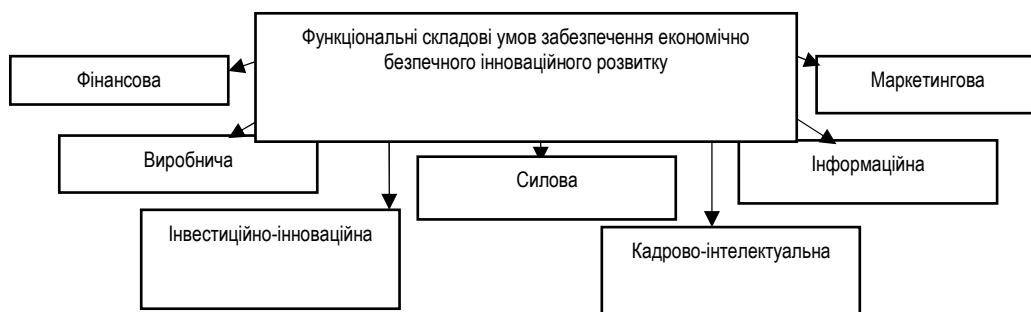 Функціональні складові умов забезпечення економічно
безпечного інноваційного розвитку
Фінансова
Маркетингова
Виробнича
Інформаційна
Силова
Інвестиційно-інноваційна
Кадрово-інтелектуальна